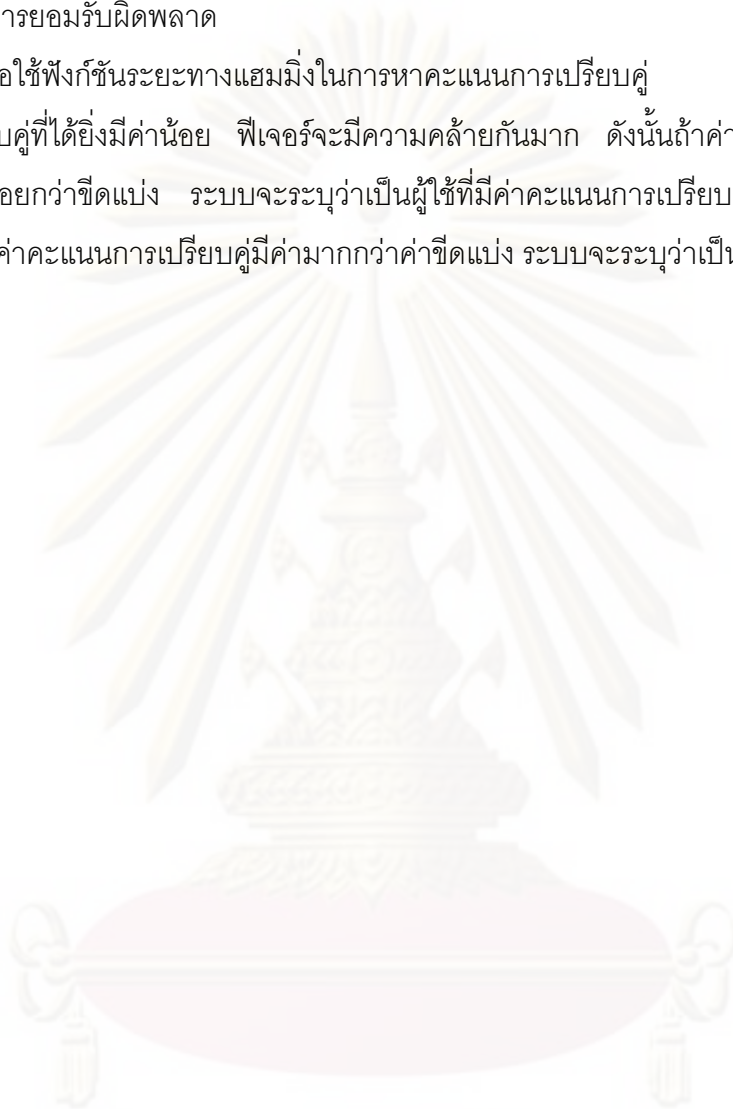 ารยอมรับผิดพลาด
อใช้ฟังก์ชันระยะทางแฮมมิ่งในการหาคะแนนการเปรียบคู่
บคู่ที่ได้ยิ่งมีค่าน้อย ฟีเจอร์จะมีความคล้ายกันมาก ดังนั้นถ้าค่า
อยกว่าขีดแบ่ง ระบบจะระบุว่าเป็นผู้ใช้ที่มีค่าคะแนนการเปรียบ
ค่าคะแนนการเปรียบคู่มีค่ามากกว่าค่าขีดแบ่ง ระบบจะระบุว่าเป็น